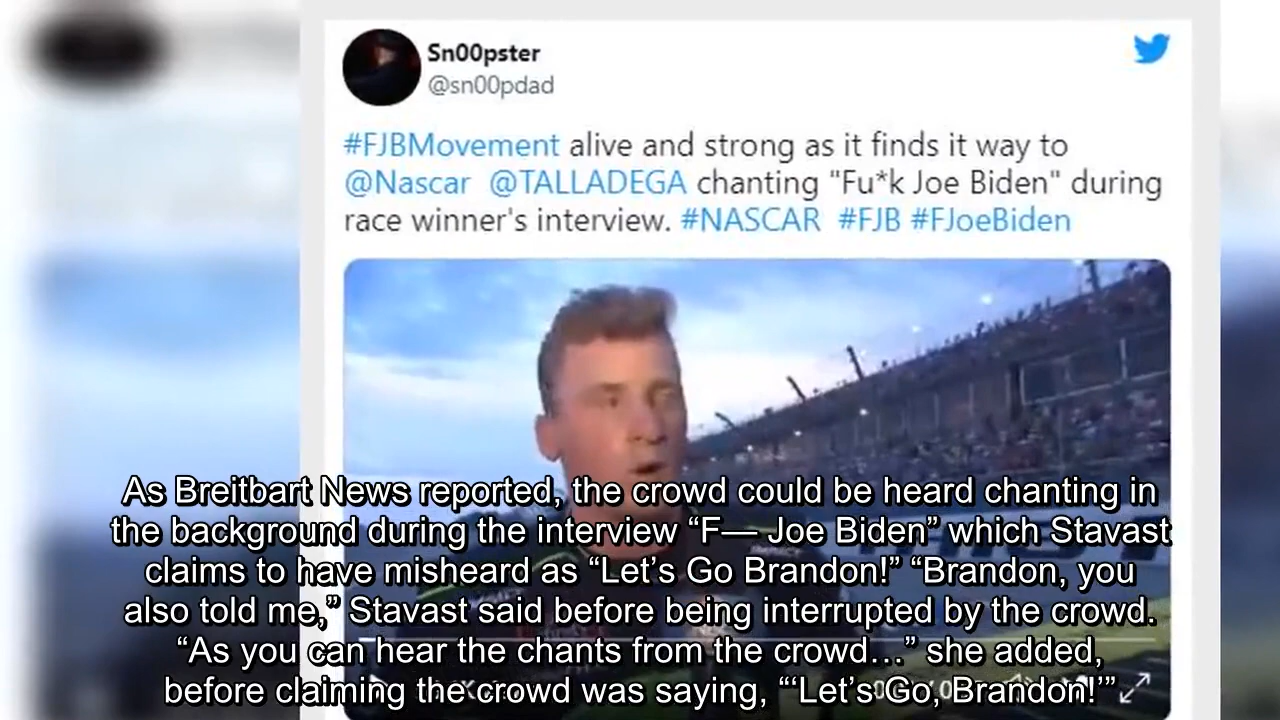 Sn00pster
@sn00pdad
#FJBMovement alive and strong as it finds it way to
@Nascar @TALLADEGA chanting "Fu*k Joe Biden" during
race winner's interview. #NASCAR #FJB #FJoeBiden
As Breitbart News reported, the crowd could be heard chanting in
the background during the interview “F— Joe Biden” which Stavast
claims to have misheard as “Let’s Go Brandon!” “Brandon, you
also told me,” Stavast said before being interrupted by the crowd.
“As you can hear the chants from the crowd…” she added,
before claiming the crowd was saying, “‘Let’s Go, Brandon!’”